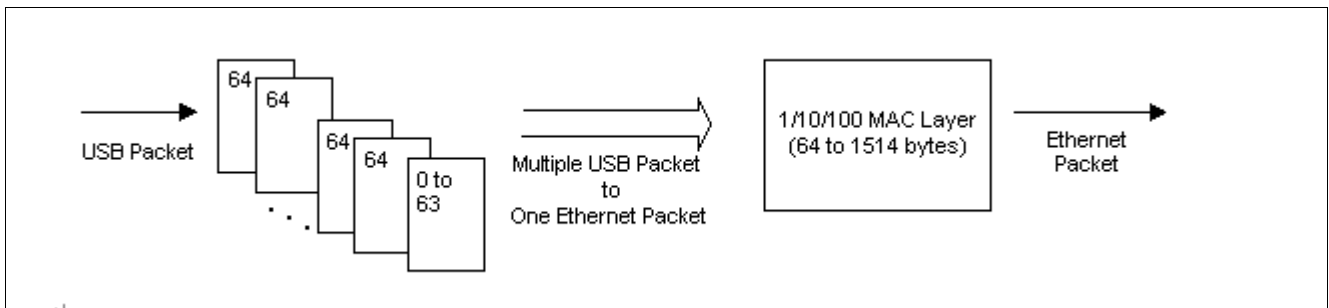 USB Packet
64
64
64
64
0 to
63
Multiple USB Packet
to
One Ethernet Packet
1/10/100 MAC Layer
(64 to 1514 bytes)
Ethernet
Packet